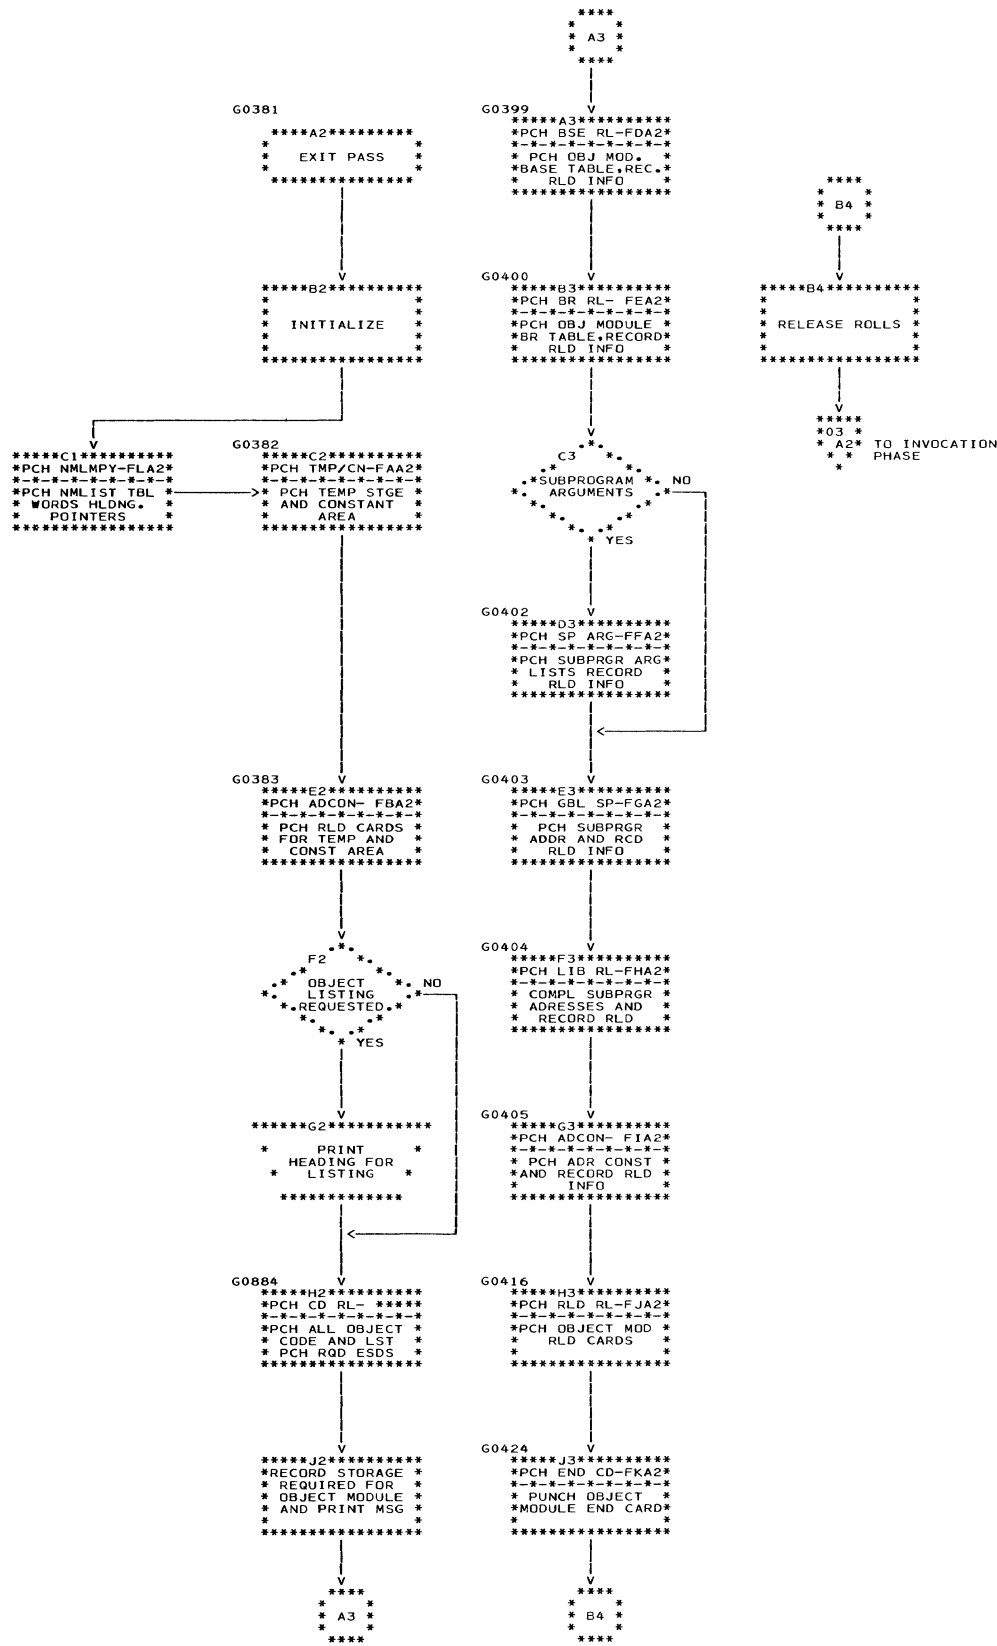 G0381
****A2*********
EXIT PASS
*****B2**********
INITIALIZE
*****C1**********
*PCH NMLMPY-FLA2*
*-*-*-*-*-*-*-*-*
*PCH NMLIST TBL *
* WORDS HLDNG. *
* POINTERS *
*****************
G0382
*****C2**********
*PCH TMP/CN-FAA2*
*-*-*-*-*-*-*-*-*
* PCH TEMP STGE *
* AND CONSTANT *
* AREA *
*****************
G0383
*****E2**********
*PCH ADCON- FBA2*
*-*-*-*-*-*-*-*-*
* PCH RLD CARDS *
* FOR TEMP AND *
* CONST AREA *
*****************
F2
OBJECT
LISTING
REQUESTED
NO
YES
******G2***********
* PRINT *
HEADING FOR
* LISTING *
*************
G0884
*****H2**********
*PCH CD RL- *****
*-*-*-*-*-*-*-*-*
*PCH ALL OBJECT *
* CODE AND LST *
* PCH RQD ESDS *
*****************
*****J2**********
*RECORD STORAGE *
* REQUIRED FOR *
* OBJECT MODULE *
* AND PRINT MSG *
* *
*****************
****
* *
* A3 *
* *
****
****
* *
* A3 *
* *
****
G0399
*****A3**********
*PCH BSE RL-FDA2*
*-*-*-*-*-*-*-*-*
* PCH OBJ MOD. *
*BASE TABLE,REC.*
* RLD INFO *
*****************
G0400
*****B3**********
*PCH BR RL- FEA2*
*-*-*-*-*-*-*-*-*
*PCH OBJ MODULE *
*BR TABLE,RECORD*
* RLD INFO *
*****************
C3
*SUBPROGRAM
ARGUMENTS
NO
YES
G0402
*****D3**********
*PCH SP ARG-FFA2*
*-*-*-*-*-*-*-*-*
*PCH SUBPRGR ARG*
* LISTS RECORD *
* RLD INFO *
*****************
G0403
*****E3**********
*PCH GBL SP-FGA2*
*-*-*-*-*-*-*-*-*
* PCH SUBPRGR *
* ADDR AND RCD *
* RLD INFO *
*****************
G0404
*****F3**********
*PCH LIB RL-FHA2*
*-*-*-*-*-*-*-*-*
* COMPL SUBPRGR *
* ADRESSES AND *
* RECORD RLD *
*****************
G0405
*****G3**********
*PCH ADCON- FIA2*
*-*-*-*-*-*-*-*-*
* PCH ADR CONST *
*AND RECORD RLD *
* INFO *
*****************
G0416
*****H3**********
*PCH RLD RL-FJA2*
*-*-*-*-*-*-*-*-*
*PCH OBJECT MOD *
* RLD CARDS *
* *
*****************
G0424
*****J3**********
*PCH END CD-FKA2*
*-*-*-*-*-*-*-*-*
* PUNCH OBJECT *
*MODULE END CARD*
* *
*****************
****
* *
* B4 *
* *
****
****
* *
* B4 *
* *
****
*****B4**********
* RELEASE ROLLS *
*****************
*****
*03 *
* A2* TO INVOCATION
* * PHASE
*